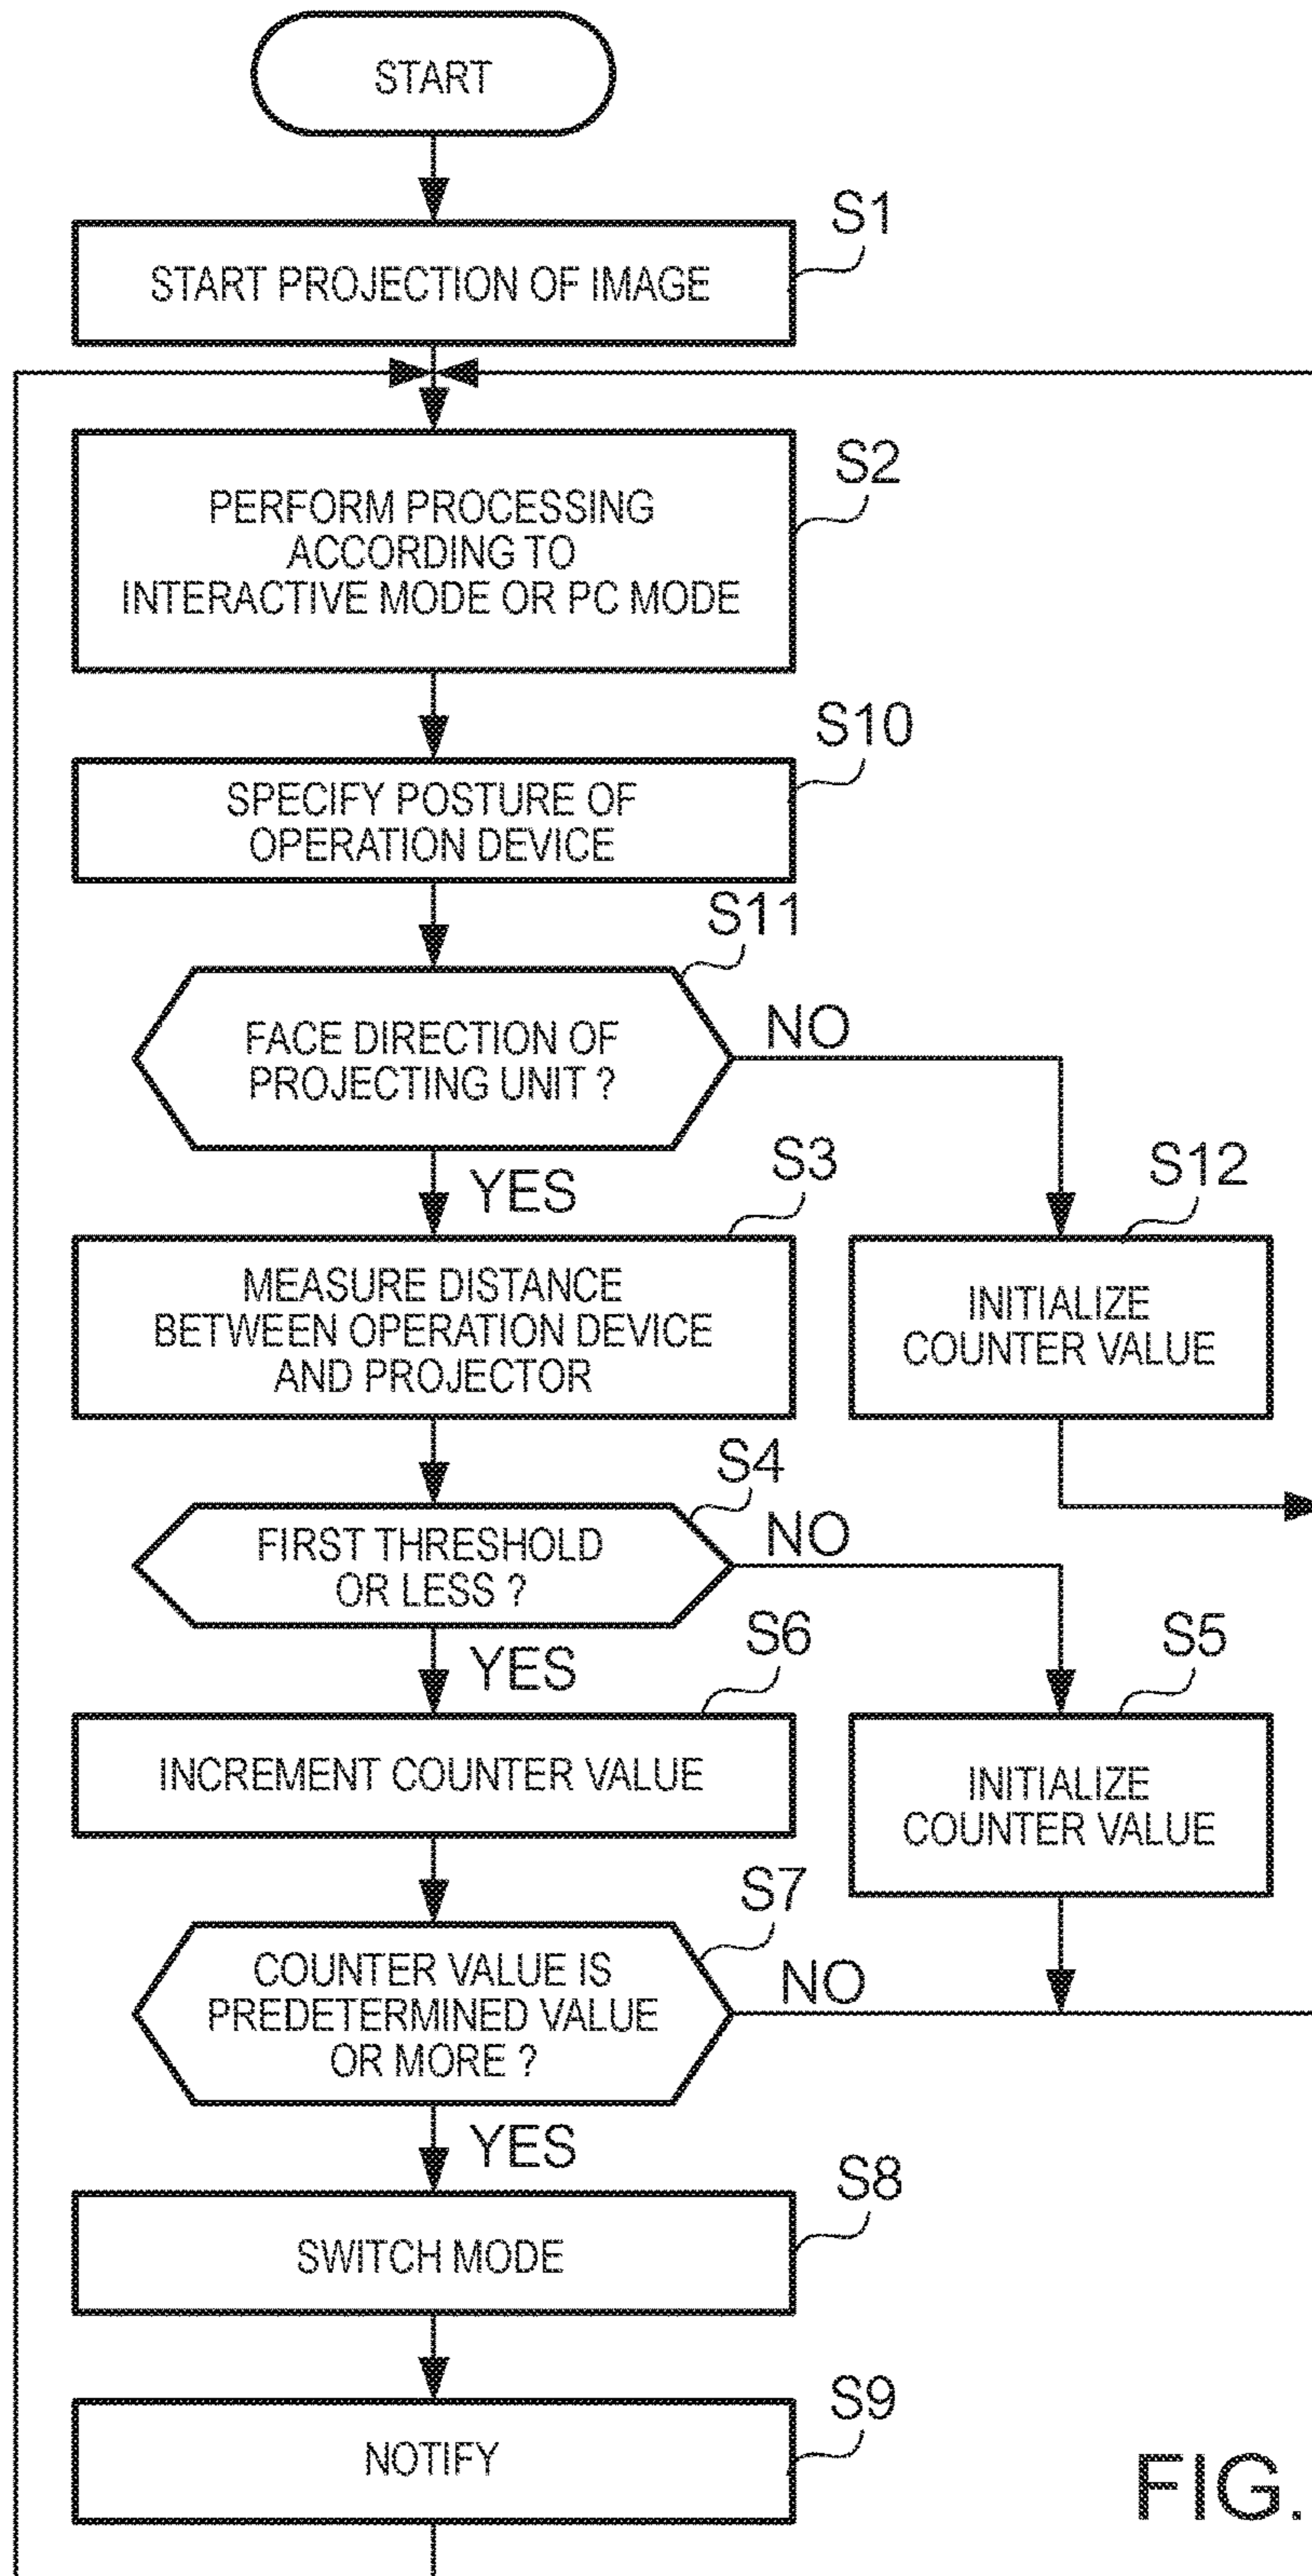 START
S1
START PROJECTION OF IMAGE
S2
PERFORM PROCESSING
ACCORDING TO
INTERACTIVE MODE OR PC MODE
S10
SPECIFY POSTURE OF
OPERATION DEVICE
S11
FACE DIRECTION OF
PROJECTING UNIT ?
NO
YES
S3
MEASURE DISTANCE
BETWEEN OPERATION DEVICE
AND PROJECTOR
S12
INITIALIZE
COUNTER VALUE
S4
FIRST THRESHOLD
OR LESS ?
NO
YES
S6
INCREMENT COUNTER VALUE
S5
INITIALIZE
COUNTER VALUE
S7
COUNTER VALUE IS
PREDETERMINED VALUE
OR MORE ?
NO
YES
S8
SWITCH MODE
S9
NOTIFY
FIG.